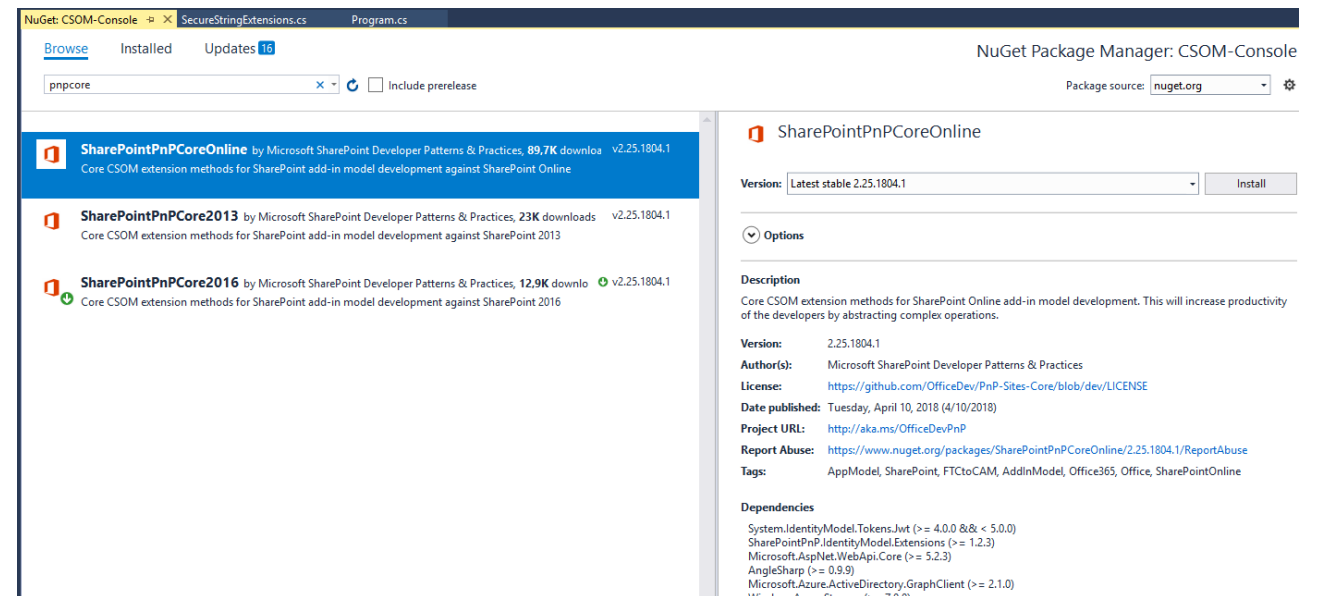 NuGet: CSOM-Console SecureStringExtensions.cs Program.cs
Browse Installed Updates 16
NuGet Package Manager: CSOM-Console
pnpcore
Include prerelease
Package source: nuget.org
SharePointPnPCoreOnline by Microsoft SharePoint Developer Patterns & Practices, 89,7K downloa v2.25.1804.1
Core CSOM extension methods for SharePoint add-in model development against SharePoint Online
SharePointPnPCore2013 by Microsoft SharePoint Developer Patterns & Practices, 23K downloads v2.25.1804.1
Core CSOM extension methods for SharePoint add-in model development against SharePoint 2013
SharePointPnPCore2016 by Microsoft SharePoint Developer Patterns & Practices, 12,9K downlo v2.25.1804.1
Core CSOM extension methods for SharePoint add-in model development against SharePoint 2016
SharePointPnPCoreOnline
Version: Latest stable 2.25.1804.1 Install
Options
Description
Core CSOM extension methods for SharePoint Online add-in model development. This will increase productivity
of the developers by abstracting complex operations.
Version: 2.25.1804.1
Author(s): Microsoft SharePoint Developer Patterns & Practices
License: https://github.com/OfficeDev/PnP-Sites-Core/blob/dev/LICENSE
Date published: Tuesday, April 10, 2018 (4/10/2018)
Project URL: http://aka.ms/OfficeDevPnP
Report Abuse: https://www.nuget.org/packages/SharePointPnPCoreOnline/2.25.1804.1/ReportAbuse
Tags: AppModel, SharePoint, FTCtoCAM, AddInModel, Office365, Office, SharePointOnline
Dependencies
System.IdentityModel.Tokens.Jwt (>= 4.0.0 && < 5.0.0)
SharePointPnP.IdentityModel.Extensions (>= 1.2.3)
Microsoft.AspNet.WebApi.Core (>= 5.2.3)
AngleSharp (>= 0.9.9)
Microsoft.Azure.ActiveDirectory.GraphClient (>= 2.1.0)